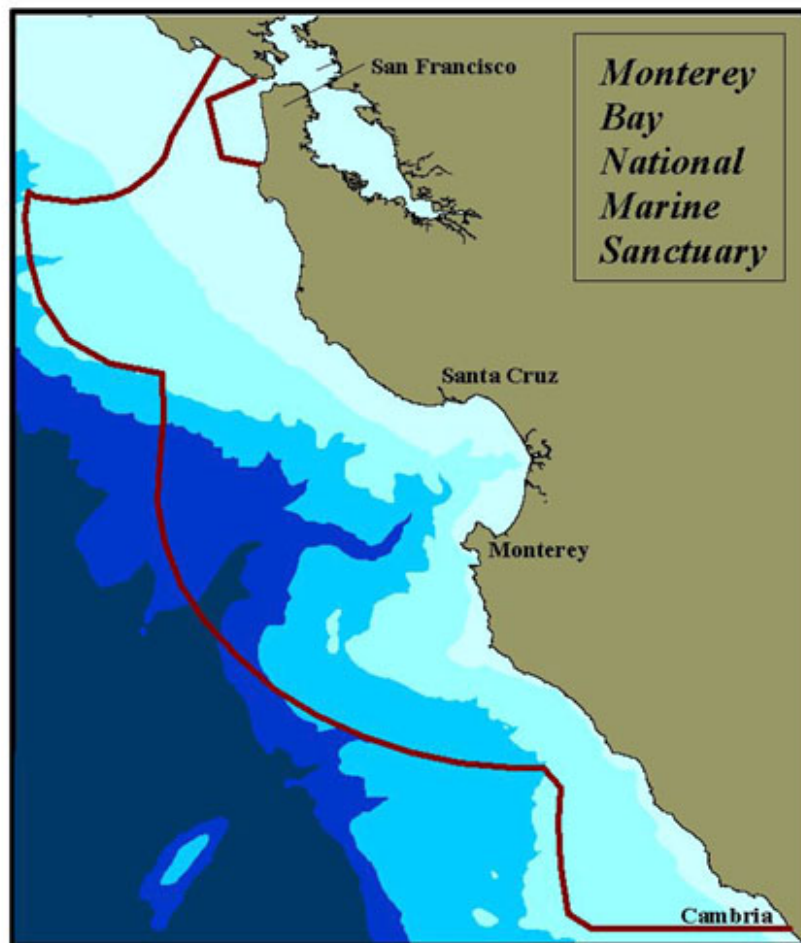 San Francisco
Monterey
Bay
National
Marine
Sanctuary
Santa Cruz
Monterey
Cambria